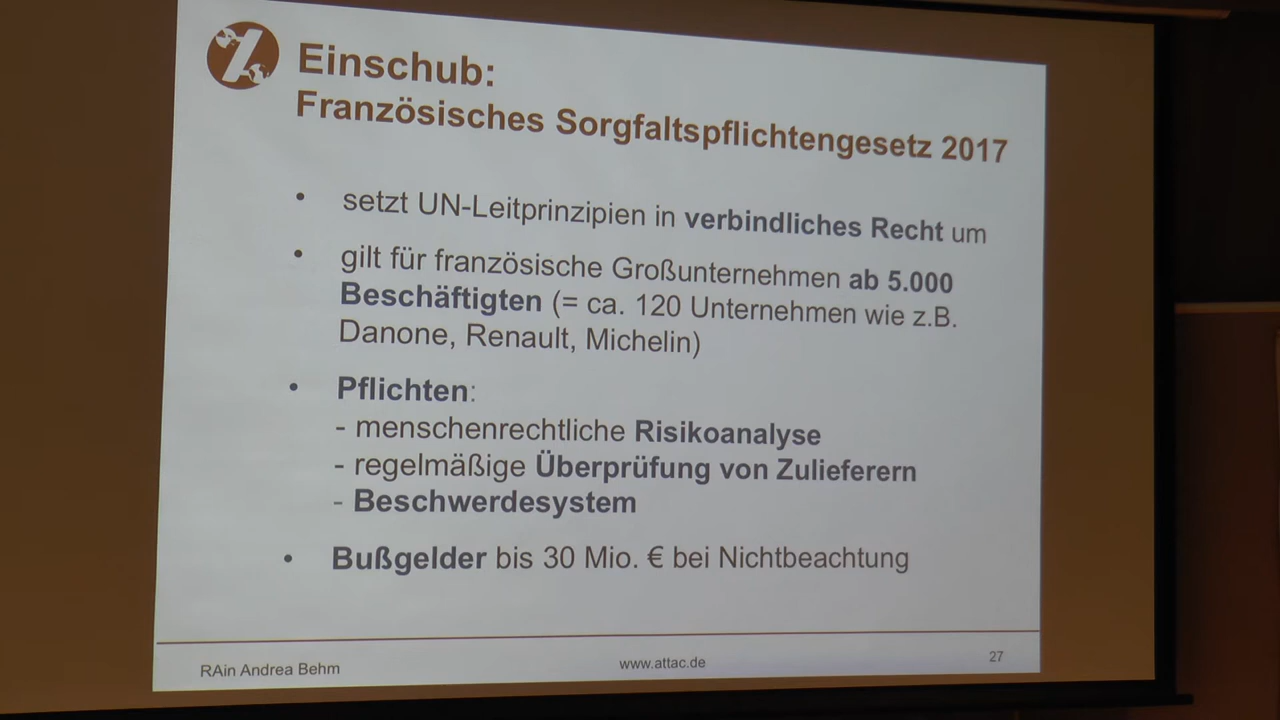 Einschub:
Französisches Sorgfaltspflichtengesetz 2017
• setzt UN-Leitprinzipien in verbindliches Recht um
• gilt für französische Großunternehmen ab 5.000
Beschäftigten (= ca. 120 Unternehmen wie z.B.
Danone, Renault, Michelin)
• Pflichten:
- menschenrechtliche Risikoanalyse
- regelmäßige Überprüfung von Zulieferern
- Beschwerdesystem
• Bußgelder bis 30 Mio. € bei Nichtbeachtung
RAin Andrea Behm www.attac.de 27